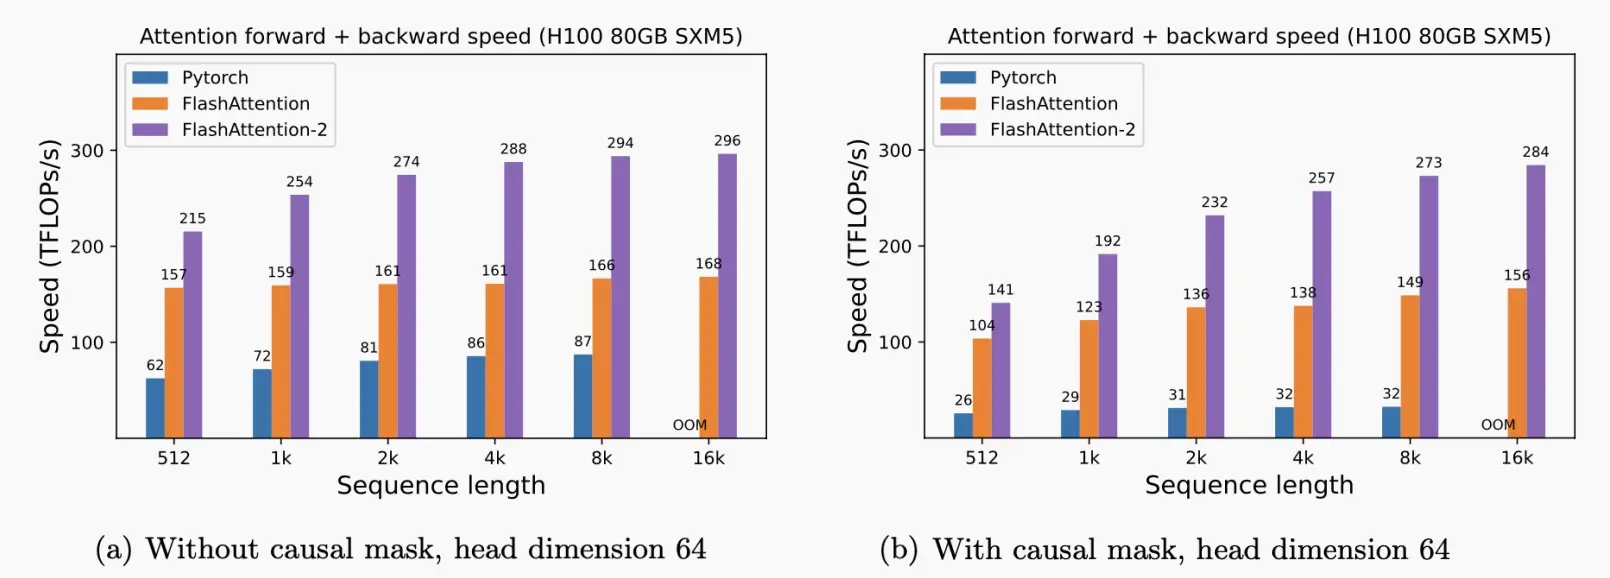 Attention forward + backward speed (H100 80GB SXM5)
Pytorch
FlashAttention
FlashAttention-2
Speed (TFLOPs/s)
300
200
100
62
157
215
72
159
254
81
161
274
86
161
288
87
166
294
OOM
168
296
512
1k
2k
4k
8k
16k
Sequence length
(a) Without causal mask, head dimension 64
Attention forward + backward speed (H100 80GB SXM5)
Pytorch
FlashAttention
FlashAttention-2
Speed (TFLOPs/s)
300
200
100
26
104
141
29
123
192
31
136
232
32
138
257
32
149
273
OOM
156
284
512
1k
2k
4k
8k
16k
Sequence length
(b) With causal mask, head dimension 64